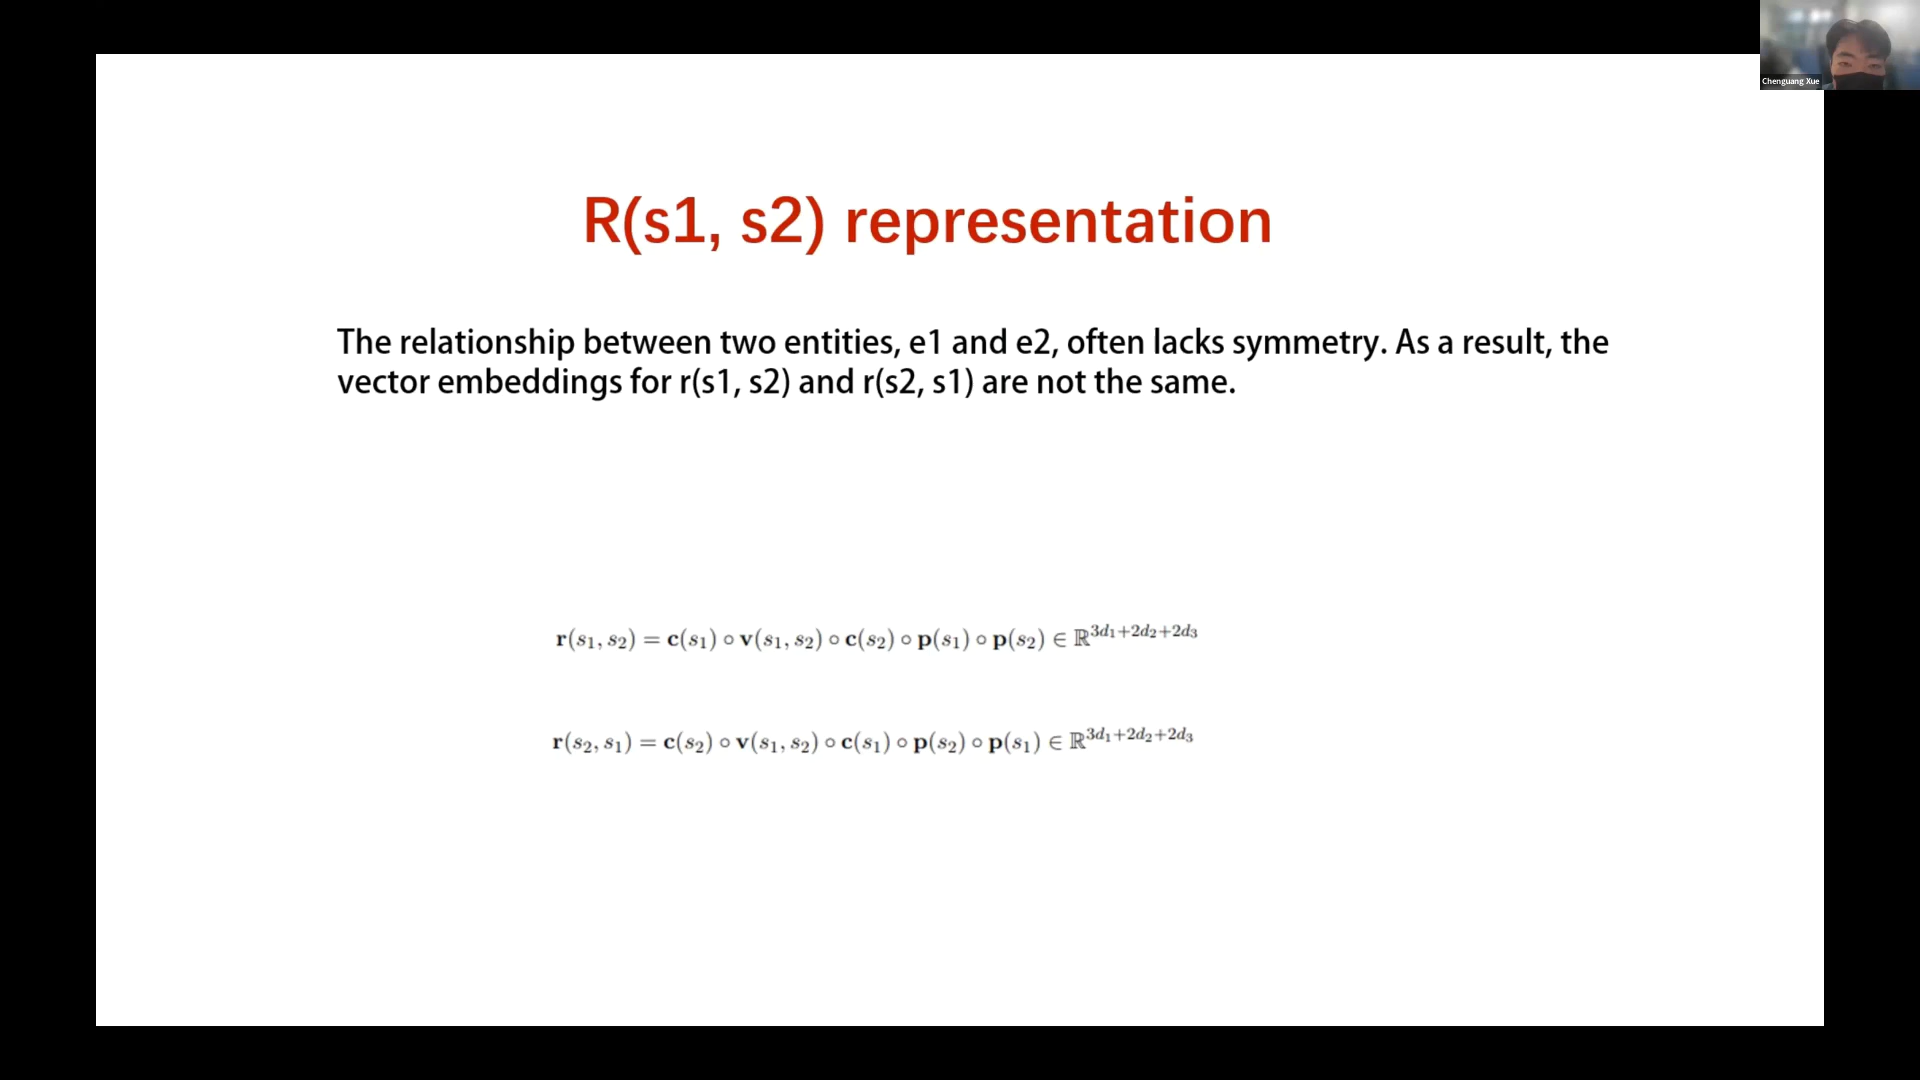 Chenguang Xue
R(s1, s2) representation
The relationship between two entities, e1 and e2, often lacks symmetry. As a result, the
vector embeddings for r(s1, s2) and r(s2, s1) are not the same.
r(s₁, s₂) = c(s₁) ∘ v(s₁, s₂) ∘ c(s₂) ∘ p(s₁) ∘ p(s₂) ∈ ℝ^{3d₁+2d₂+2d₃}
r(s₂, s₁) = c(s₂) ∘ v(s₁, s₂) ∘ c(s₁) ∘ p(s₂) ∘ p(s₁) ∈ ℝ^{3d₁+2d₂+2d₃}